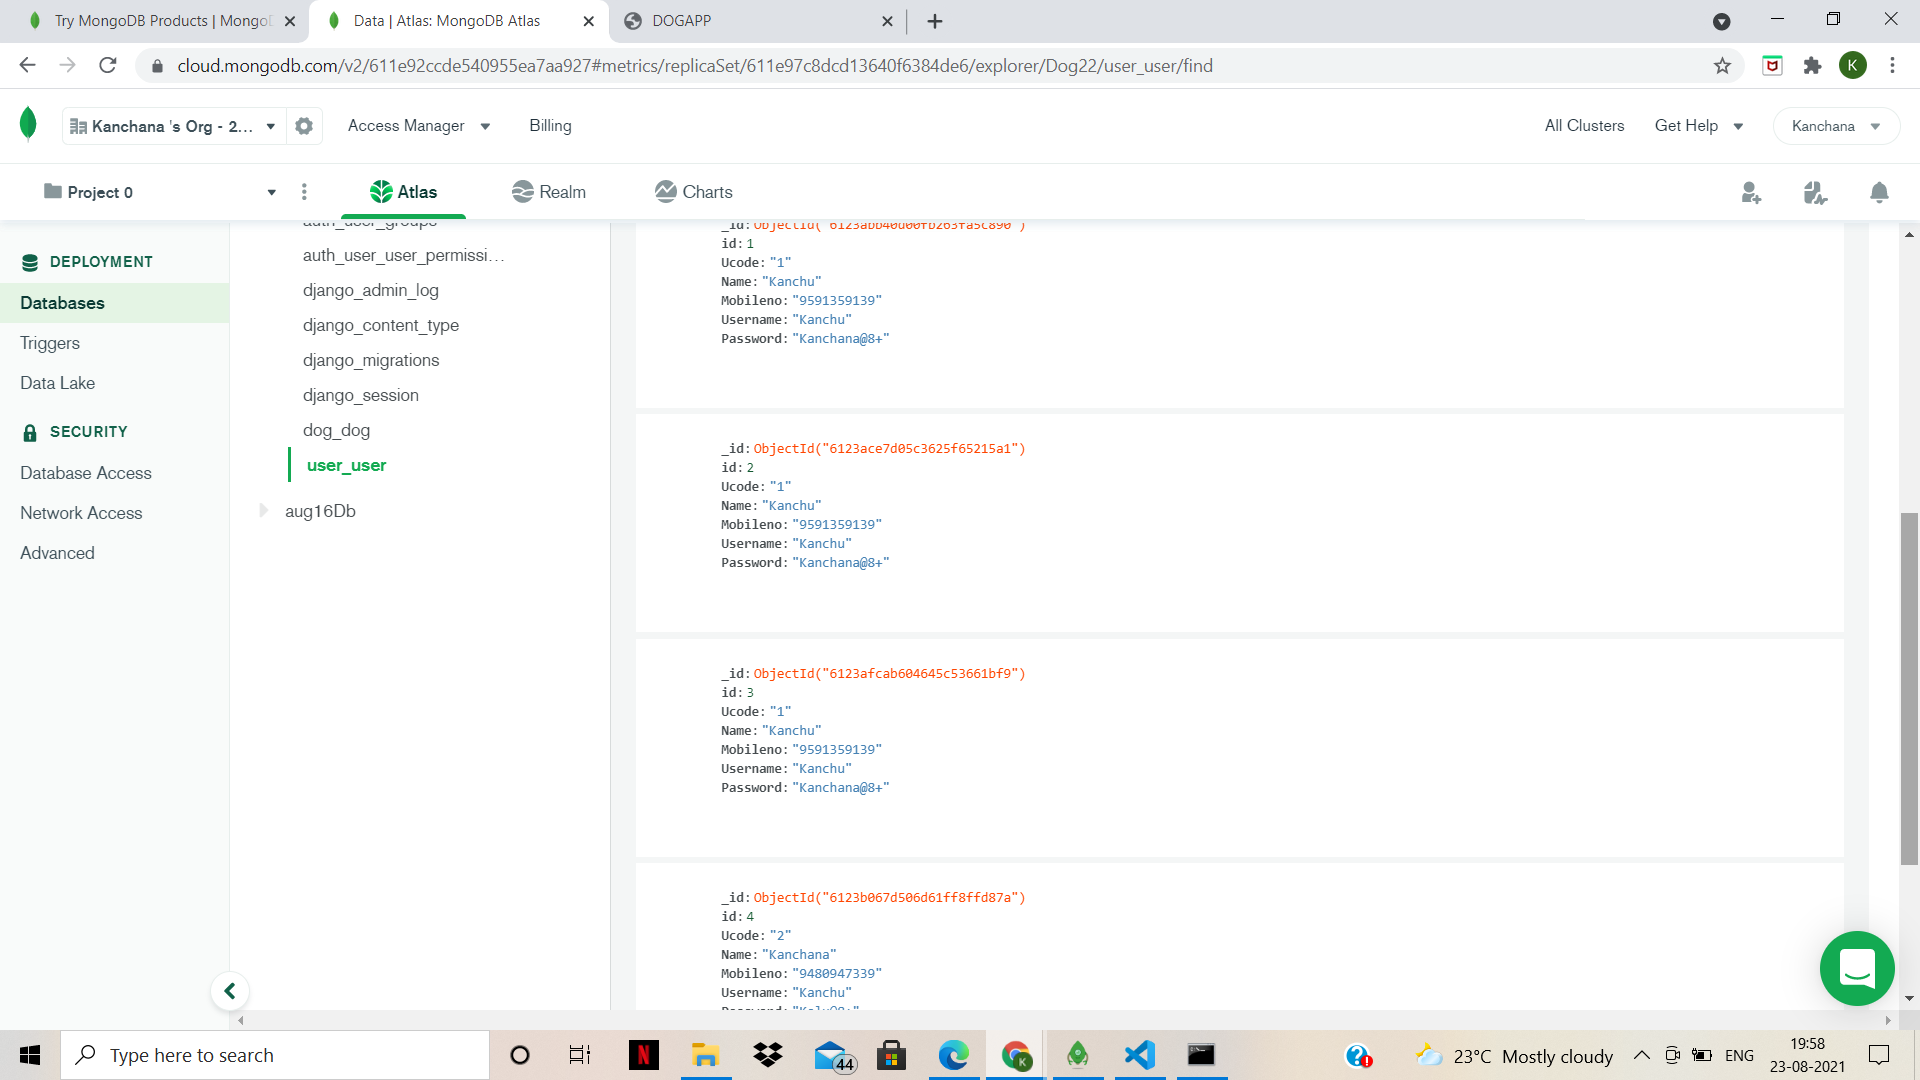 Try MongoDB Products | MongoD
Data | Atlas: MongoDB Atlas
DOGAPP
cloud.mongodb.com/v2/611e92ccde540955ea7aa927#metrics/replicaSet/611e97c8dcd13640f6384de6/explorer/Dog22/user_user/find
K
Kanchana 's Org - 2...
Access Manager
Billing
All Clusters
Get Help
Kanchana
Project 0
Atlas
Realm
Charts
DEPLOYMENT
Databases
Triggers
Data Lake
SECURITY
Database Access
Network Access
Advanced
auth_user_groups
auth_user_user_permissi...
django_admin_log
django_content_type
django_migrations
django_session
dog_dog
user_user
aug16Db
_id: ObjectId("6123abb40d00fb263fa5c890")
id: 1
Ucode: "1"
Name: "Kanchu"
Mobileno: "9591359139"
Username: "Kanchu"
Password: "Kanchana@8+"
_id: ObjectId("6123ace7d05c3625f65215a1")
id: 2
Ucode: "1"
Name: "Kanchu"
Mobileno: "9591359139"
Username: "Kanchu"
Password: "Kanchana@8+"
_id: ObjectId("6123afcab604645c53661bf9")
id: 3
Ucode: "1"
Name: "Kanchu"
Mobileno: "9591359139"
Username: "Kanchu"
Password: "Kanchana@8+"
_id: ObjectId("6123b067d506d61ff8ffd87a")
id: 4
Ucode: "2"
Name: "Kanchana"
Mobileno: "9480947339"
Username: "Kanchu"
Type here to search
N
44
K
23°C Mostly cloudy
ENG
19:58
23-08-2021